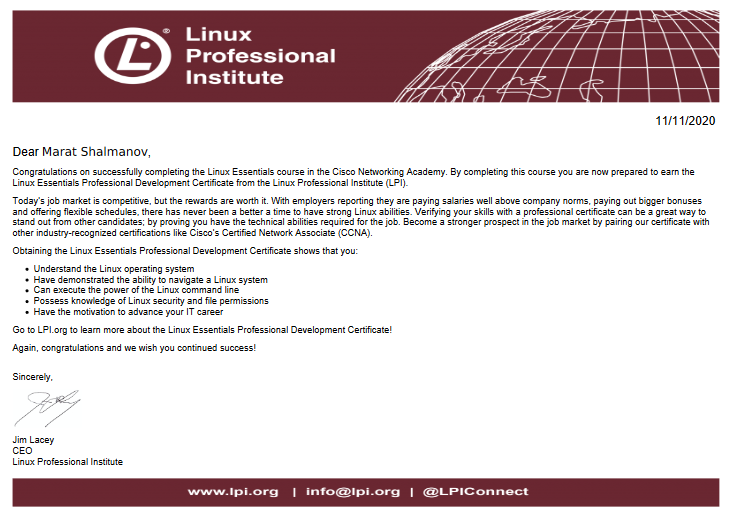 Linux
Professional
Institute
®
11/11/2020
Dear Marat Shalmanov,
Congratulations on successfully completing the Linux Essentials course in the Cisco Networking Academy. By completing this course you are now prepared to earn the
Linux Essentials Professional Development Certificate from the Linux Professional Institute (LPI).
Today's job market is competitive, but the rewards are worth it. With employers reporting they are paying salaries well above company norms, paying out bigger bonuses
and offering flexible schedules, there has never been a better a time to have strong Linux abilities. Verifying your skills with a professional certificate can be a great way to
stand out from other candidates; by proving you have the technical abilities required for the job. Become a stronger prospect in the job market by pairing our certificate with
other industry-recognized certifications like Cisco's Certified Network Associate (CCNA).
Obtaining the Linux Essentials Professional Development Certificate shows that you:
• Understand the Linux operating system
• Have demonstrated the ability to navigate a Linux system
• Can execute the power of the Linux command line
• Possess knowledge of Linux security and file permissions
• Have the motivation to advance your IT career
Go to LPI.org to learn more about the Linux Essentials Professional Development Certificate!
Again, congratulations and we wish you continued success!
Sincerely,
Jim Lacey
CEO
Linux Professional Institute
www.lpi.org | info@lpi.org | @LPIConnect